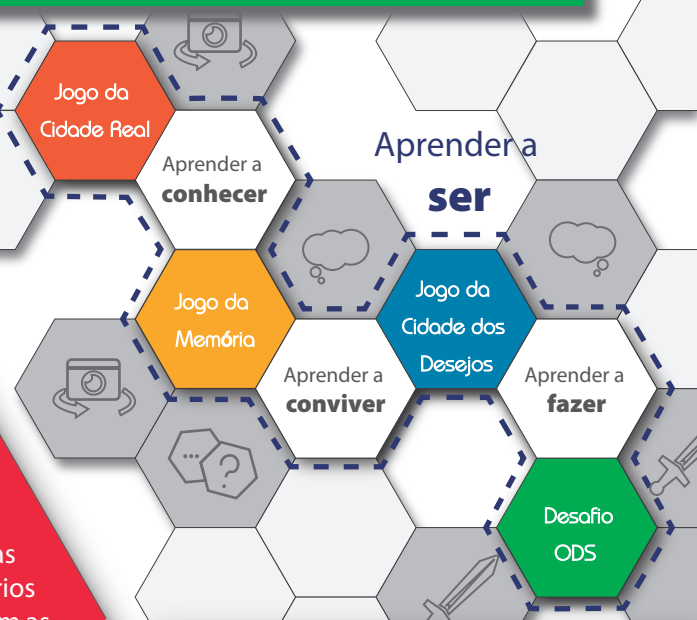 Jogo da
Cidade Real
Aprender a
conhecer
Aprender a
ser
Jogo da
Memória
Jogo da
Cidade dos
Desejos
Aprender a
conviver
Aprender a
fazer
Desafio
ODS
...
?